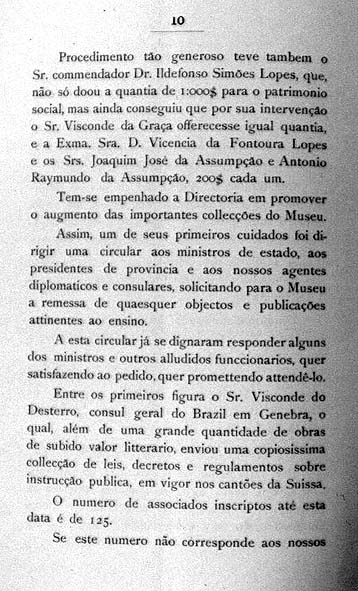 10
Procedimento tão generoso teve tambem o
Sr. commendador Dr. Ildefonso Simões Lopes, que,
não só doou a quantia de 1:000$ para o patrimonio
social, mas ainda conseguiu que por sua intervenção
o Sr. Visconde da Graça offerecesse igual quantia,
e a Exma. Sra. D. Vicencia da Fontoura Lopes
e os Srs. Joaquim José da Assumpção e Antonio
Raymundo da Assumpção, 200$ cada um.
Tem-se empenhado a Directoria em promover
o augmento das importantes collecções do Museu.
Assim, um de seus primeiros cuidados foi di-
rigir uma circular aos ministros de estado, aos
presidentes de provincia e aos nossos agentes
diplomaticos e consulares, solicitando para o Museu
a remessa de quaesquer objectos e publicações
attinentes ao ensino.
A esta circular já se dignaram responder alguns
dos ministros e outros alludidos funccionarios, quer
satisfazendo ao pedido, quer promettendo attendê-lo.
Entre os primeiros figura o Sr. Visconde do
Desterro, consul geral do Brazil em Genebra, o
qual, além de uma grande quantidade de obras
de subido valor litterario, enviou uma copiosissima
collecção de leis, decretos e regulamentos sobre
instrucção publica, em vigor nos cantões da Suissa.
O numero de associados inscriptos até esta
data é de 125.
Se este numero não corresponde aos nossos